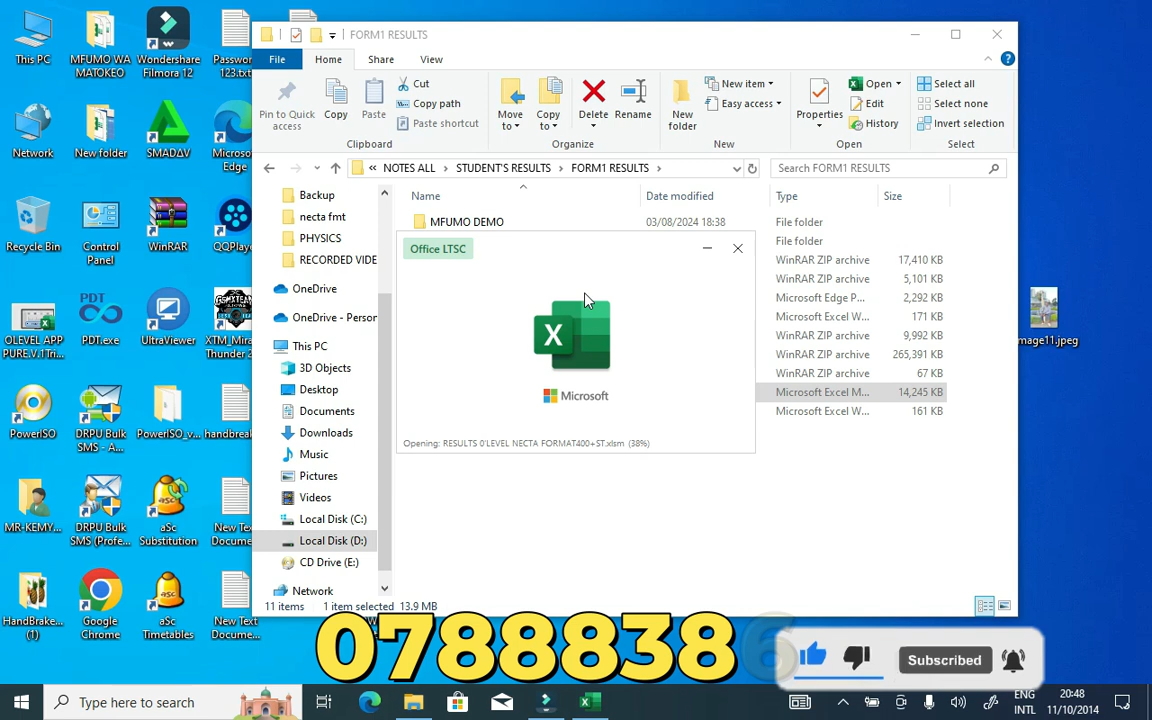 FORM1 RESULTS
File
Home
Share
View
Pin to Quick access
Copy
Paste
Cut
Copy path
Paste shortcut
Clipboard
Move to
Copy to
Delete
Rename
Organize
New folder
New item
Easy access
New
Properties
Open
Edit
History
Open
Select all
Select none
Invert selection
Select
« NOTES ALL > STUDENT'S RESULTS > FORM1 RESULTS >
Search FORM1 RESULTS
Name
Date modified
Type
Size
MFUMO DEMO
03/08/2024 18:38
File folder
File folder
WinRAR ZIP archive 17,410 KB
WinRAR ZIP archive 5,101 KB
Microsoft Edge P... 2,292 KB
Microsoft Excel W... 171 KB
WinRAR ZIP archive 9,992 KB
WinRAR ZIP archive 265,391 KB
WinRAR ZIP archive 67 KB
Microsoft Excel M... 14,245 KB
Microsoft Excel W... 161 KB
Backup
necta fmt
PHYSICS
RECORDED VIDE
OneDrive
OneDrive - Person
This PC
3D Objects
Desktop
Documents
Downloads
Music
Pictures
Videos
Local Disk (C:)
Local Disk (D:)
CD Drive (E:)
Network
11 items
1 item selected 13.9 MB
Office LTSC
X
Microsoft
Opening: RESULTS 0'LEVEL NECTA FORMAT400+ST.xlsm (38%)
This PC
MFUMO WA MATOKEO
Wondershare Filmora 12
Passwo
123.txt
Network
New folder
SMADAV
Microso
Edge
Recycle Bin
Control Panel
WinRAR
QQPlay
OLEVEL APP PURE.V.1Tri...
PDT
PDT.exe
UltraViewer
XTM_Mira
Thunder 2
PowerISO
DRPU Bulk SMS - A...
PowerISO_v...
handbreak
MR-KEMY...
DRPU Bulk SMS (Profe...
aSc Substitution
New Text
Docume
HandBrake... (1)
Google Chrome
aSc Timetables
New Text
Docume
mage11.jpeg
07888386
Subscribed
Type here to search
ENG
INTL
20:48
11/10/2014